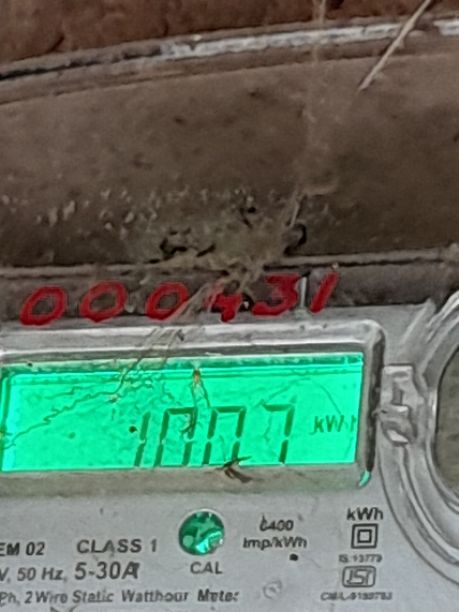 000431
1007 kWh
kWh
6400
imp/kWh
EM 02 CLASS 1
V, 50 Hz, 5-30A
CAL
IS:13779
ISI
Ph, 2 Wire Static Watthour Meter